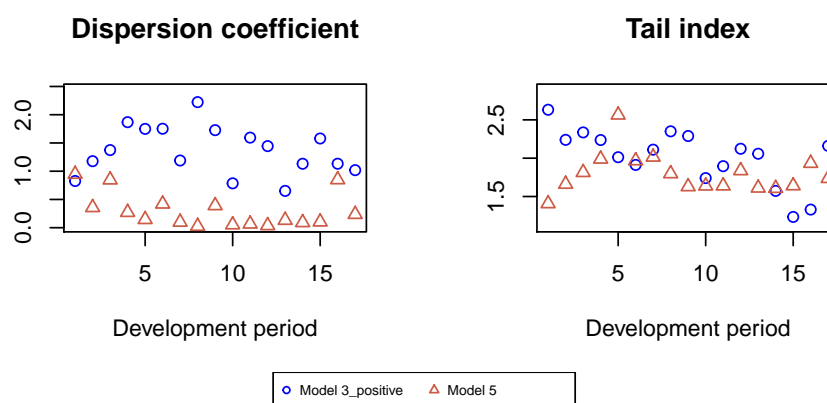 Dispersion coefficient
Tail index
0.0
1.0
2.0
5
10
15
Development period
1.5
2.5
5
10
15
Development period
Model 3_positive
Model 5